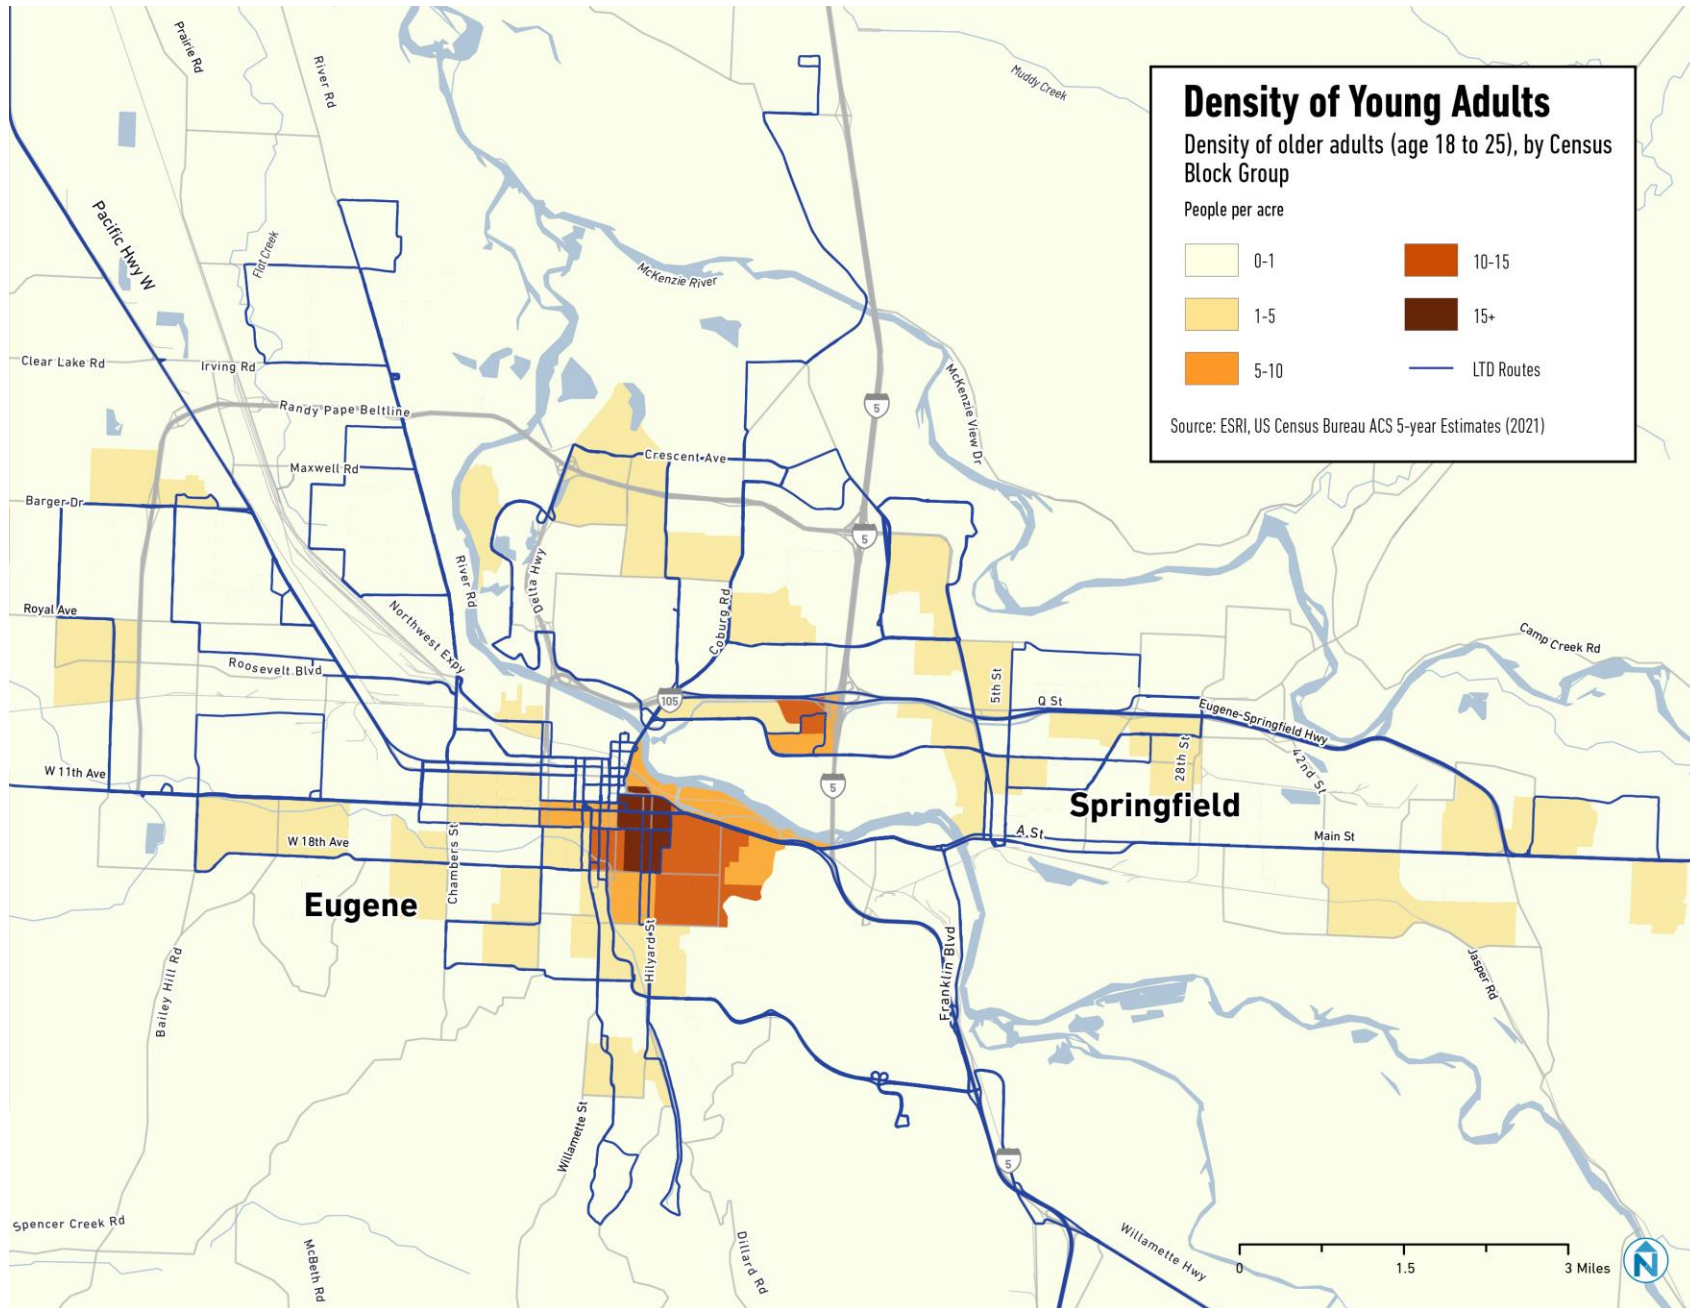 Density of Young Adults
Density of older adults (age 18 to 25), by Census
Block Group
People per acre
0-1
1-5
5-10
10-15
15+
LTD Routes
Source: ESRI, US Census Bureau ACS 5-year Estimates (2021)
Prairie Rd
River Rd
Muddy Creek
Pacific Hwy W
Flat Creek
McKenzie River
5
Clear Lake Rd
Irving Rd
Randy Pape Beltline
5
McKenzie View Dr
Maxwell Rd
Crescent Ave
Barger Dr
5
River Rd
Delta Hwy
Royal Ave
Northwest Expy
Coburg Rd
Camp Creek Rd
Roosevelt Blvd
105
5th St
Q St
Eugene-Springfield Hwy
28th St
42nd St
W 11th Ave
5
Springfield
A St
Main St
W 18th Ave
Chambers St
Eugene
Hilyard St
Franklin Blvd
Bailey Hill Rd
Jasper Rd
Willamette St
5
Spencer Creek Rd
McBeth Rd
Dillard Rd
Willamette Hwy
0
1.5
3 Miles
N